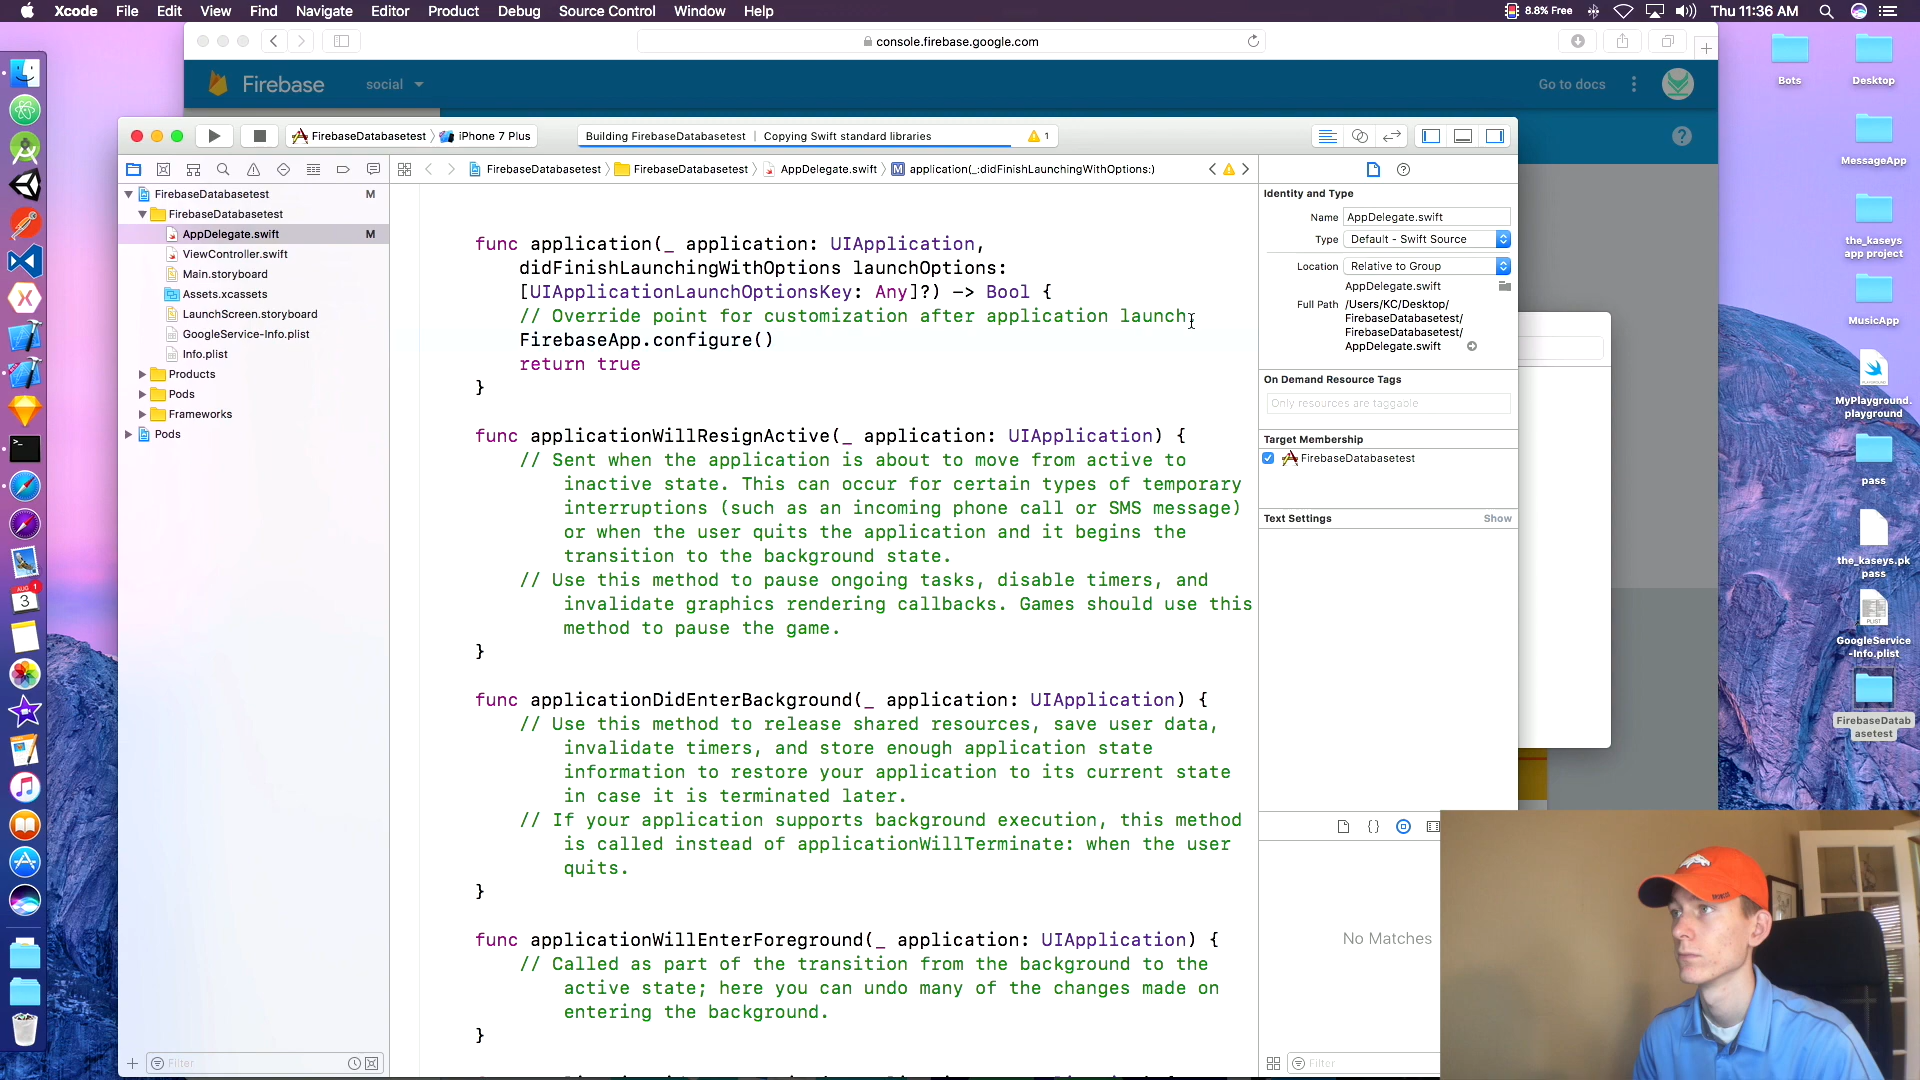 Xcode File Edit View Find Navigate Editor Product Debug Source Control Window Help
8.8% Free Thu 11:36 AM
console.firebase.google.com
Firebase social Go to docs
FirebaseDatabasetest iPhone 7 Plus
Building FirebaseDatabasetest | Copying Swift standard libraries 1
FirebaseDatabasetest FirebaseDatabasetest AppDelegate.swift M application(_:didFinishLaunchingWithOptions:)
FirebaseDatabasetest M
FirebaseDatabasetest
AppDelegate.swift M
ViewController.swift
Main.storyboard
Assets.xcassets
LaunchScreen.storyboard
GoogleService-Info.plist
Info.plist
Products
Pods
Frameworks
Pods
Filter
func application(_ application: UIApplication,
didFinishLaunchingWithOptions launchOptions:
[UIApplicationLaunchOptionsKey: Any]?) -> Bool {
// Override point for customization after application launch.
FirebaseApp.configure()
return true
}
func applicationWillResignActive(_ application: UIApplication) {
// Sent when the application is about to move from active to
inactive state. This can occur for certain types of temporary
interruptions (such as an incoming phone call or SMS message)
or when the user quits the application and it begins the
transition to the background state.
// Use this method to pause ongoing tasks, disable timers, and
invalidate graphics rendering callbacks. Games should use this
method to pause the game.
}
func applicationDidEnterBackground(_ application: UIApplication) {
// Use this method to release shared resources, save user data,
invalidate timers, and store enough application state
information to restore your application to its current state
in case it is terminated later.
// If your application supports background execution, this method
is called instead of applicationWillTerminate: when the user
quits.
}
func applicationWillEnterForeground(_ application: UIApplication) {
// Called as part of the transition from the background to the
active state; here you can undo many of the changes made on
entering the background.
}
Identity and Type
Name AppDelegate.swift
Type Default - Swift Source
Location Relative to Group
AppDelegate.swift
Full Path /Users/KC/Desktop/
FirebaseDatabasetest/
FirebaseDatabasetest/
AppDelegate.swift
On Demand Resource Tags
Only resources are taggable
Target Membership
FirebaseDatabasetest
Text Settings Show
{}
No Matches
Filter
Bots
Desktop
MessageApp
the_kaseys
app project
MusicApp
MyPlayground.
playground
pass
the_kaseys.pk
pass
PLIST
GoogleService
-Info.plist
FirebaseDatab
asetest
AUG
3
1
BRONCOS